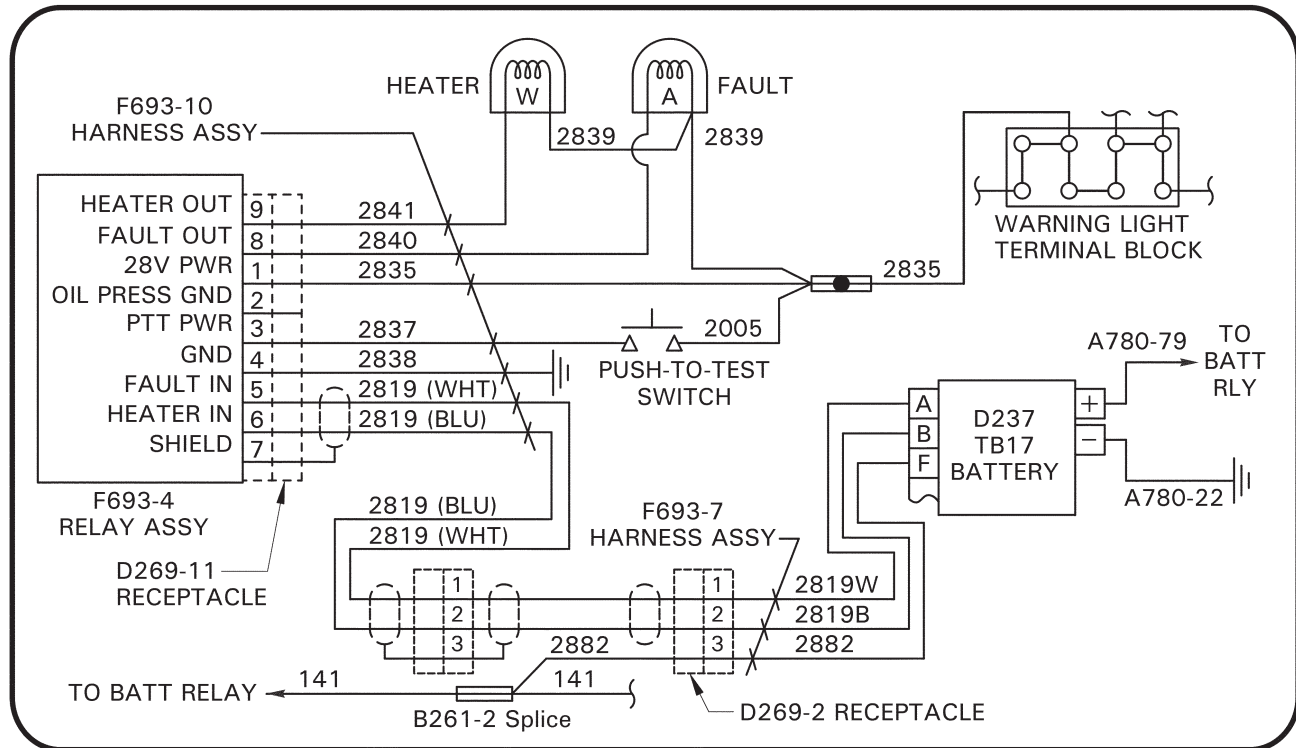 HEATER
W
A
FAULT
F693-10
HARNESS ASSY
2839
2839
HEATER OUT
9
2841
FAULT OUT
8
2840
28V PWR
1
2835
2835
OIL PRESS GND
2
PTT PWR
3
2837
2005
GND
4
2838
FAULT IN
5
2819 (WHT)
HEATER IN
6
2819 (BLU)
SHIELD
7
PUSH-TO-TEST
SWITCH
WARNING LIGHT
TERMINAL BLOCK
A780-79
TO
BATT
RLY
A
B
F
D237
TB17
BATTERY
+
−
A780-22
F693-4
RELAY ASSY
D269-11
RECEPTACLE
2819 (BLU)
2819 (WHT)
F693-7
HARNESS ASSY
1
2
3
1
2
3
2819W
2819B
2882
2882
TO BATT RELAY
141
141
B261-2 Splice
D269-2 RECEPTACLE